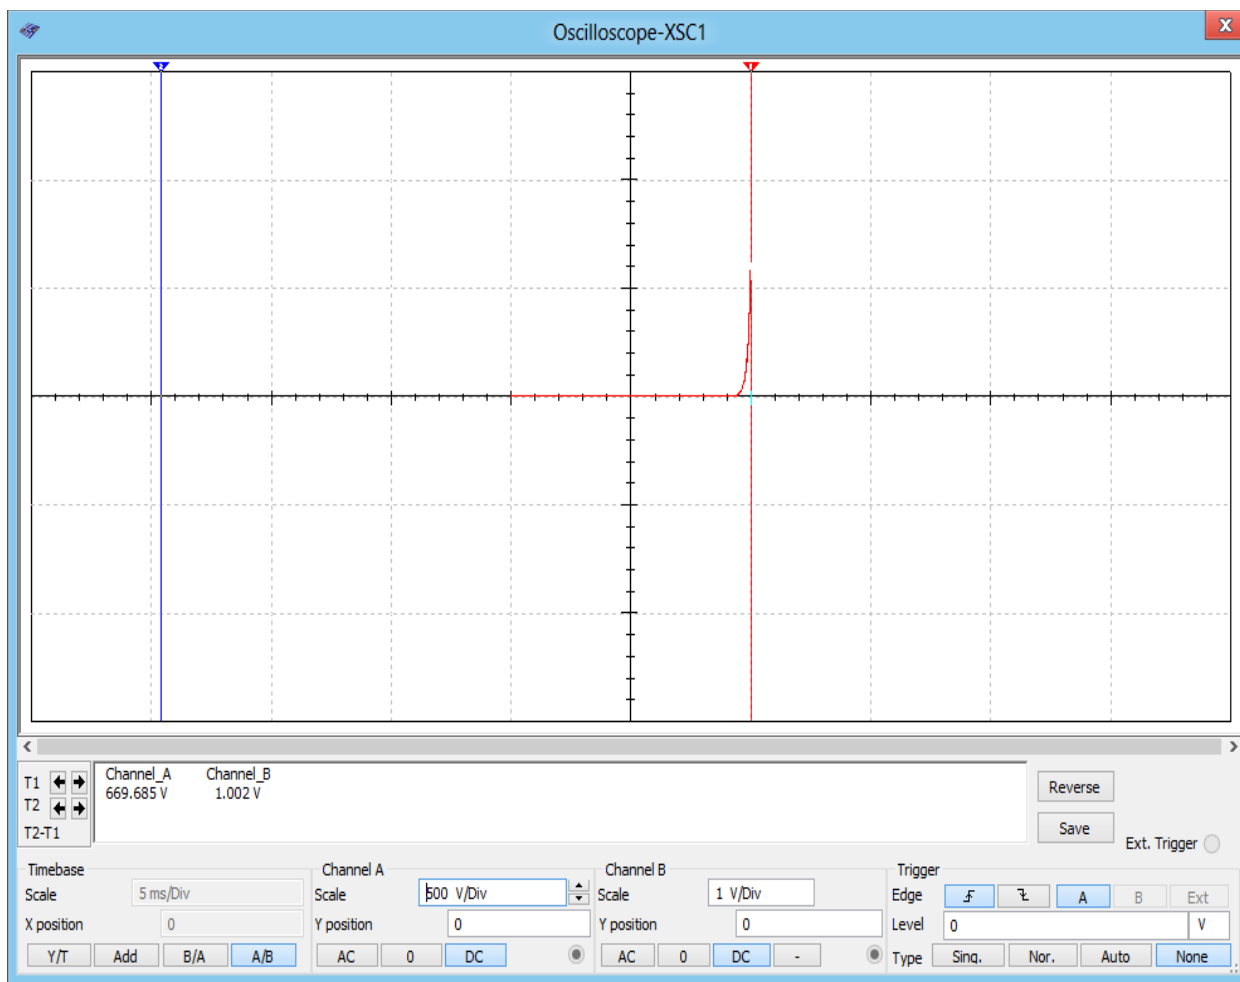 Oscilloscope-XSC1
X
2
1
Channel_A Channel_B
T1
669.685 V 1.002 V
T2
T2-T1
Reverse
Save
Ext. Trigger
Timebase
Scale 5 ms/Div
X position 0
Y/T Add B/A A/B
Channel A
Scale 500 V/Div
Y position 0
AC 0 DC
Channel B
Scale 1 V/Div
Y position 0
AC 0 DC -
Trigger
Edge A B Ext
Level 0 V
Type Sing. Nor. Auto None